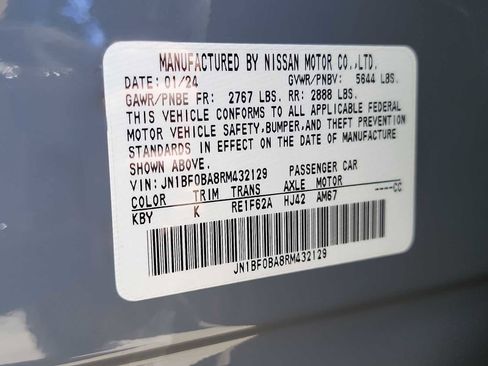 MANUFACTURED BY NISSAN MOTOR CO.,LTD.
DATE: 01/24 GVWR/PNBV: 5644 LBS.
GAWR/PNBE FR: 2767 LBS. RR: 2888 LBS.
THIS VEHICLE CONFORMS TO ALL APPLICABLE FEDERAL
MOTOR VEHICLE SAFETY,BUMPER,AND THEFT PREVENTION
STANDARDS IN EFFECT ON THE DATE OF MANUFACTURE
SHOWN ABOVE.
VIN: JN1BF0BA8RM432129 PASSENGER CAR
COLOR TRIM TRANS AXLE MOTOR ----CC
KBY K RE1F62A HJ42 AM67
JN1BF0BA8RM432129